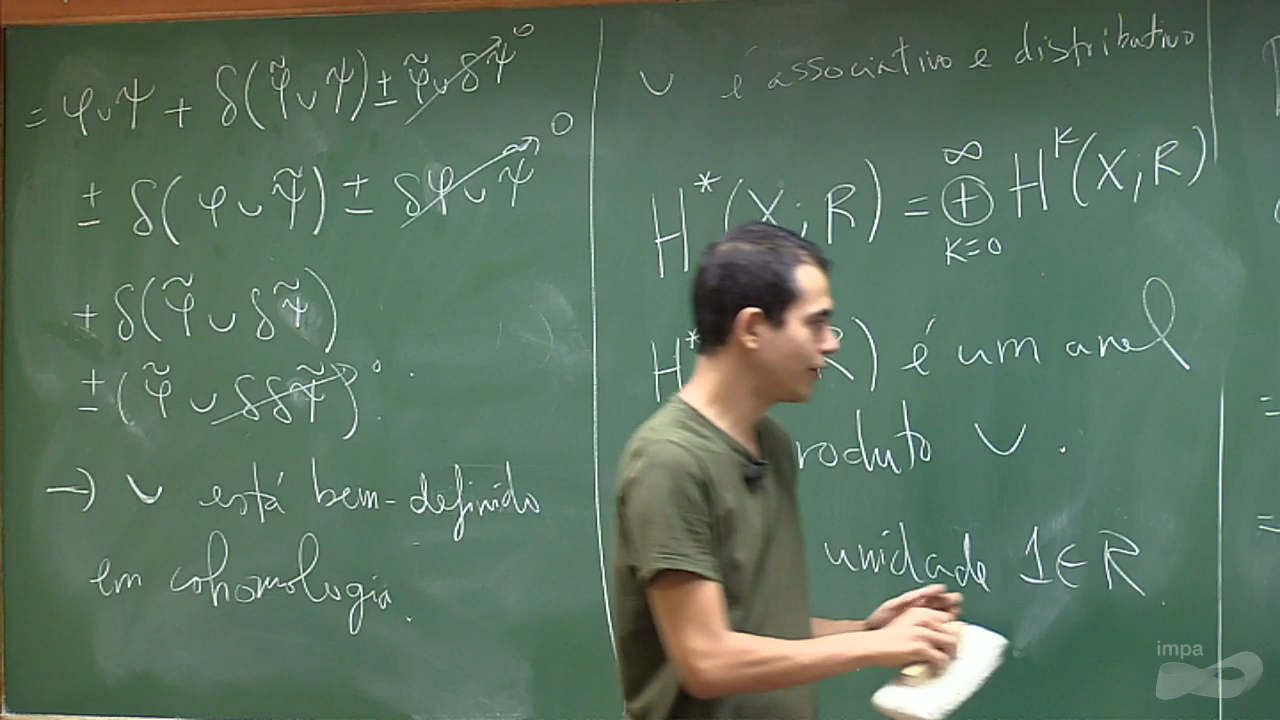 = φ∪ψ + δ(φ̃∪ψ) ± φ̃∪δψ 0
± δ(φ∪ψ̃) ± δφ∪ψ̃ 0
± δ(φ̃∪δψ̃)
± (φ̃∪δδψ̃) 0.
→) ∪ está bem-definido
em cohomologia.
∪ é associativo e distributivo
H*(X;R) = ⊕ H^K(X;R)
∞
K=0
H* R) é um anel
roduto ∪.
unidade 1∈R
impa